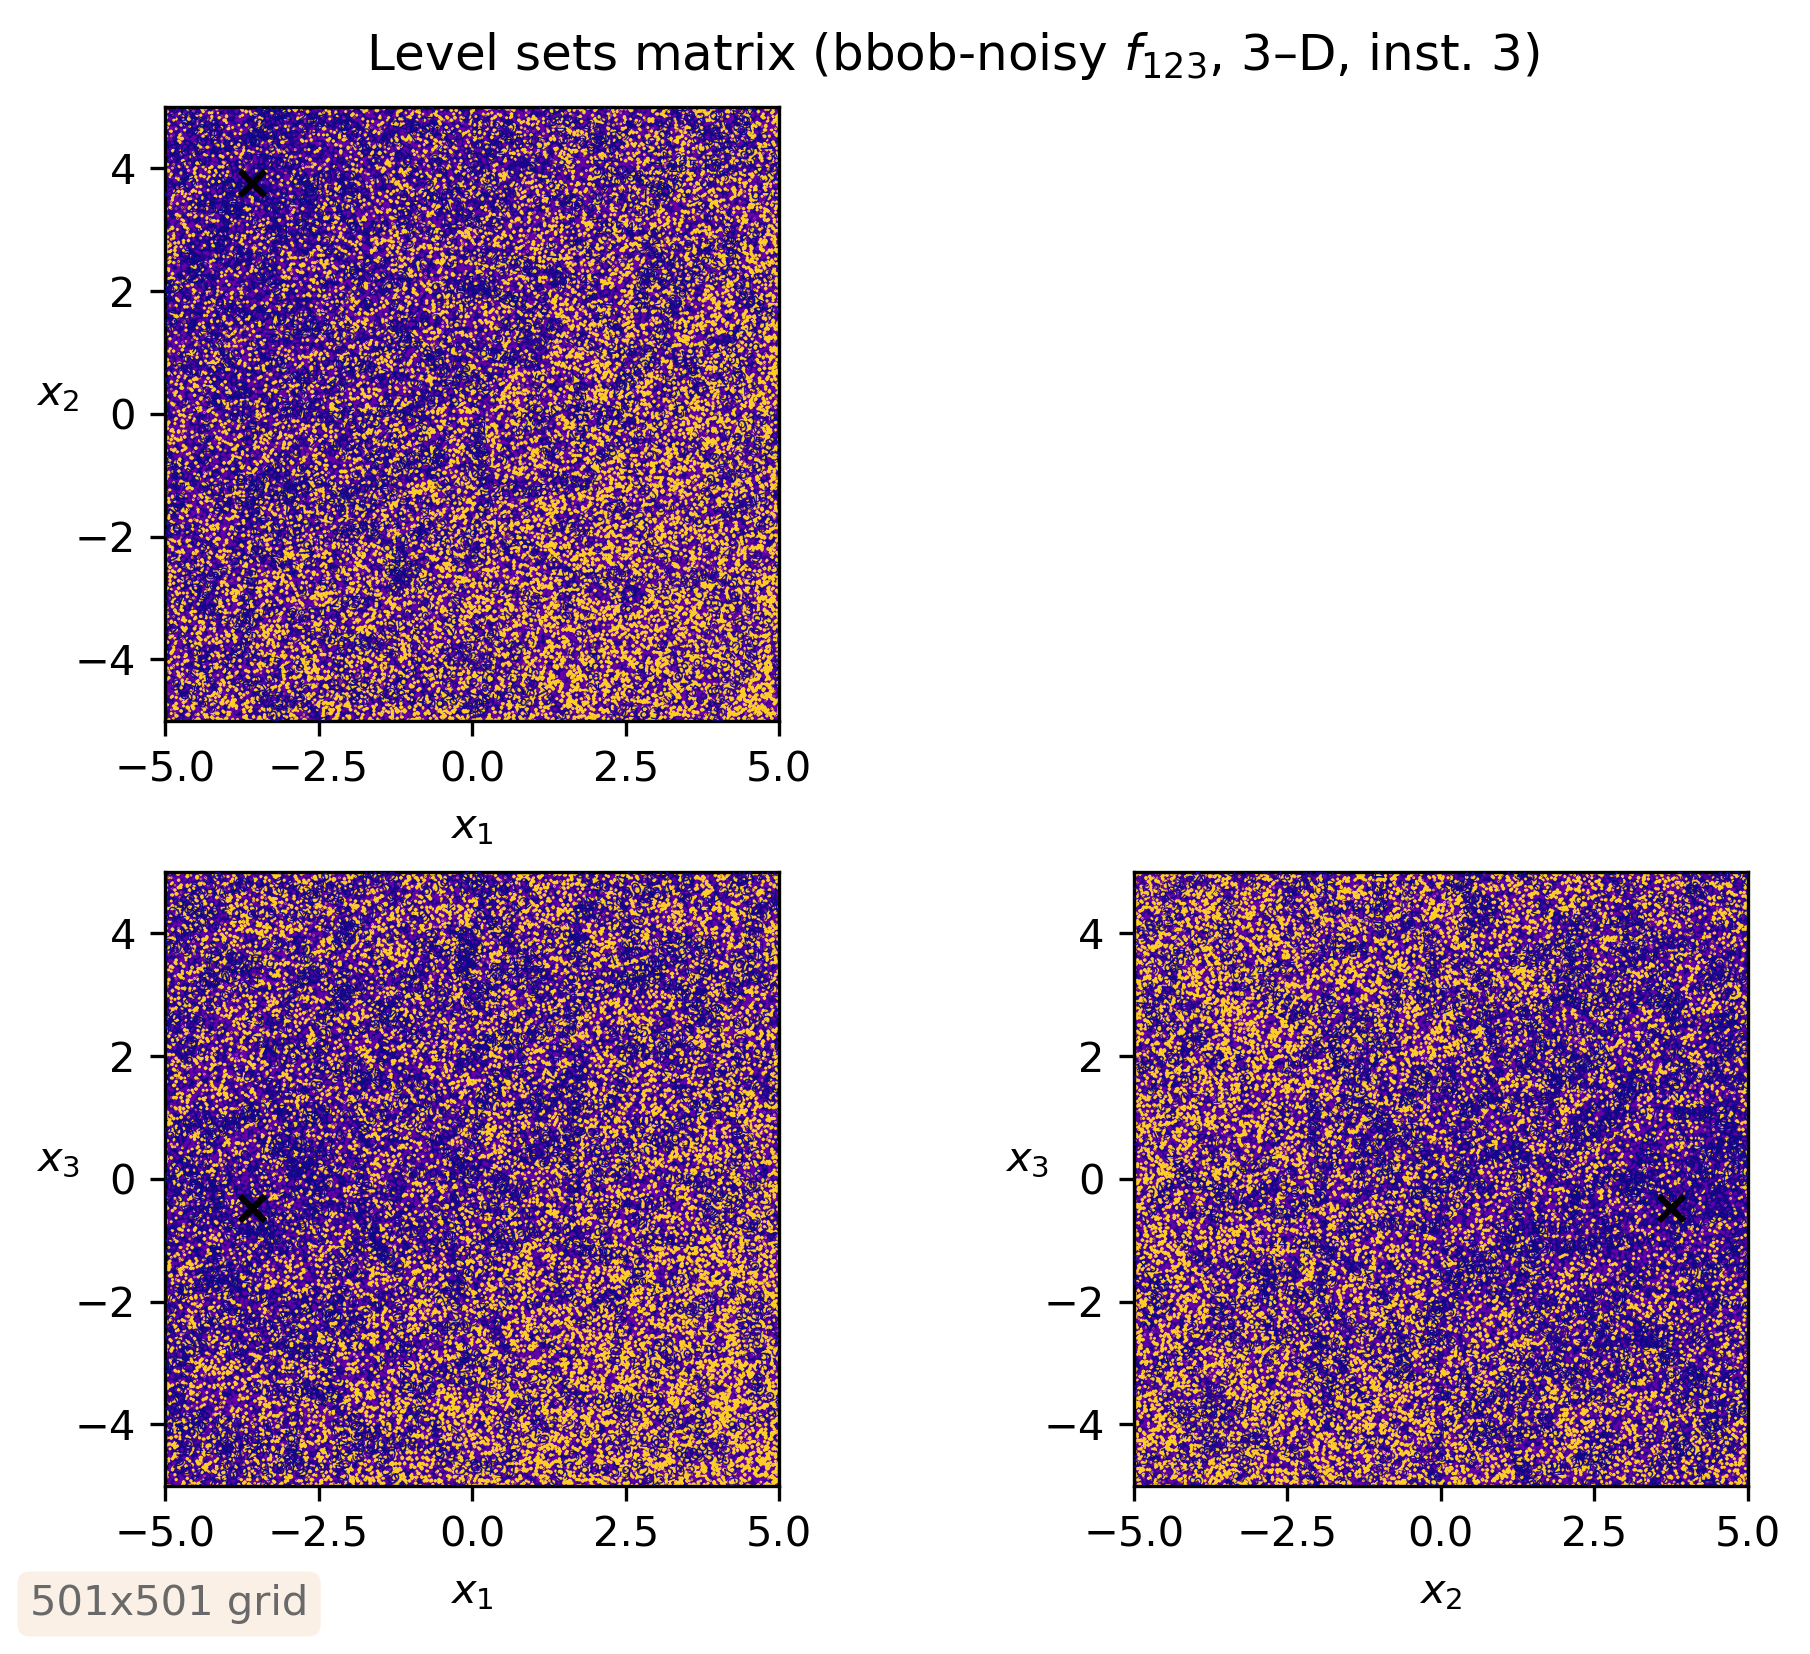 Level sets matrix (bbob-noisy f₁₂₃, 3–D, inst. 3)
4
2
x₂ 0
−2
−4
−5.0 −2.5 0.0 2.5 5.0
x₁
4 4
2 2
x₃ 0 x₃ 0
−2 −2
−4 −4
−5.0 −2.5 0.0 2.5 5.0 −5.0 −2.5 0.0 2.5 5.0
501x501 grid x₁ x₂